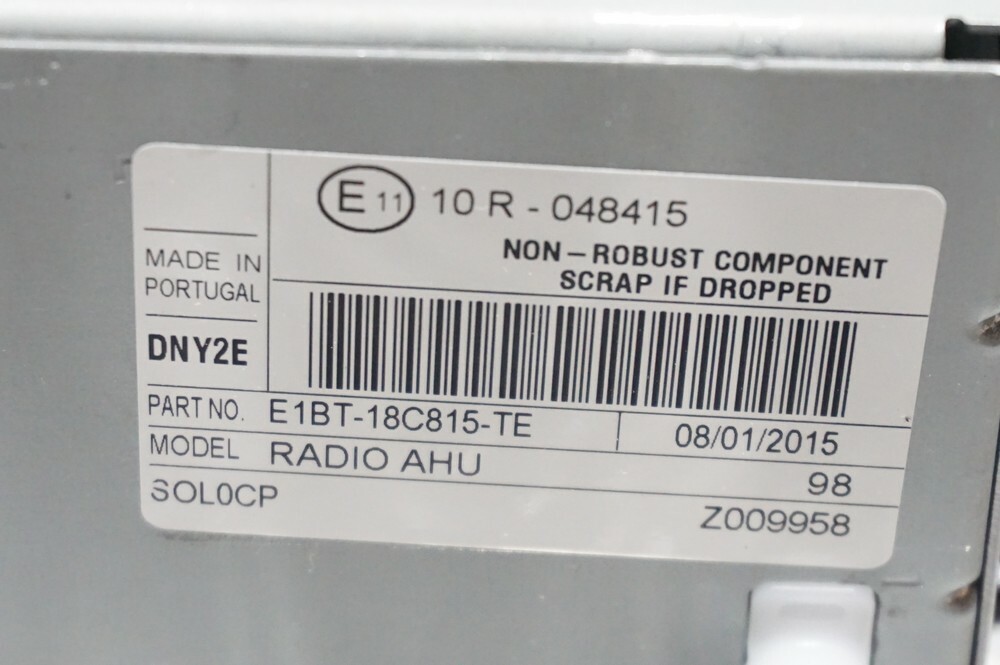 E 11 10 R - 048415
NON-ROBUST COMPONENT
SCRAP IF DROPPED
MADE IN
PORTUGAL
DNY2E
PART NO. E1BT-18C815-TE 08/01/2015
MODEL RADIO AHU 98
SOL0CP Z009958